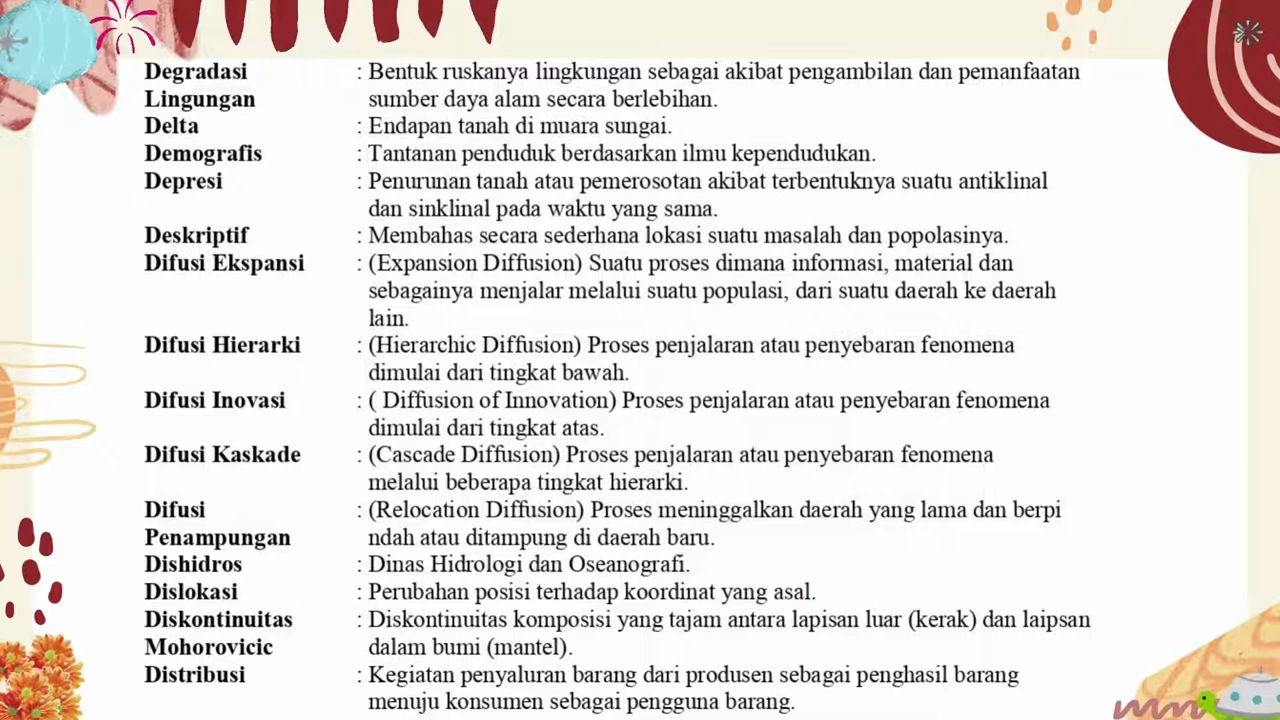 Degradasi : Bentuk ruskanya lingkungan sebagai akibat pengambilan dan pemanfaatan
Lingungan sumber daya alam secara berlebihan.
Delta : Endapan tanah di muara sungai.
Demografis : Tantanan penduduk berdasarkan ilmu kependudukan.
Depresi : Penurunan tanah atau pemerosotan akibat terbentuknya suatu antiklinal
dan sinklinal pada waktu yang sama.
Deskriptif : Membahas secara sederhana lokasi suatu masalah dan popolasinya.
Difusi Ekspansi : (Expansion Diffusion) Suatu proses dimana informasi, material dan
sebagainya menjalar melalui suatu populasi, dari suatu daerah ke daerah
lain.
Difusi Hierarki : (Hierarchic Diffusion) Proses penjalaran atau penyebaran fenomena
dimulai dari tingkat bawah.
Difusi Inovasi : ( Diffusion of Innovation) Proses penjalaran atau penyebaran fenomena
dimulai dari tingkat atas.
Difusi Kaskade : (Cascade Diffusion) Proses penjalaran atau penyebaran fenomena
melalui beberapa tingkat hierarki.
Difusi : (Relocation Diffusion) Proses meninggalkan daerah yang lama dan berpi
Penampungan ndah atau ditampung di daerah baru.
Dishidros : Dinas Hidrologi dan Oseanografi.
Dislokasi : Perubahan posisi terhadap koordinat yang asal.
Diskontinuitas : Diskontinuitas komposisi yang tajam antara lapisan luar (kerak) dan laipsan
Mohorovicic dalam bumi (mantel).
Distribusi : Kegiatan penyaluran barang dari produsen sebagai penghasil barang
menuju konsumen sebagai pengguna barang.